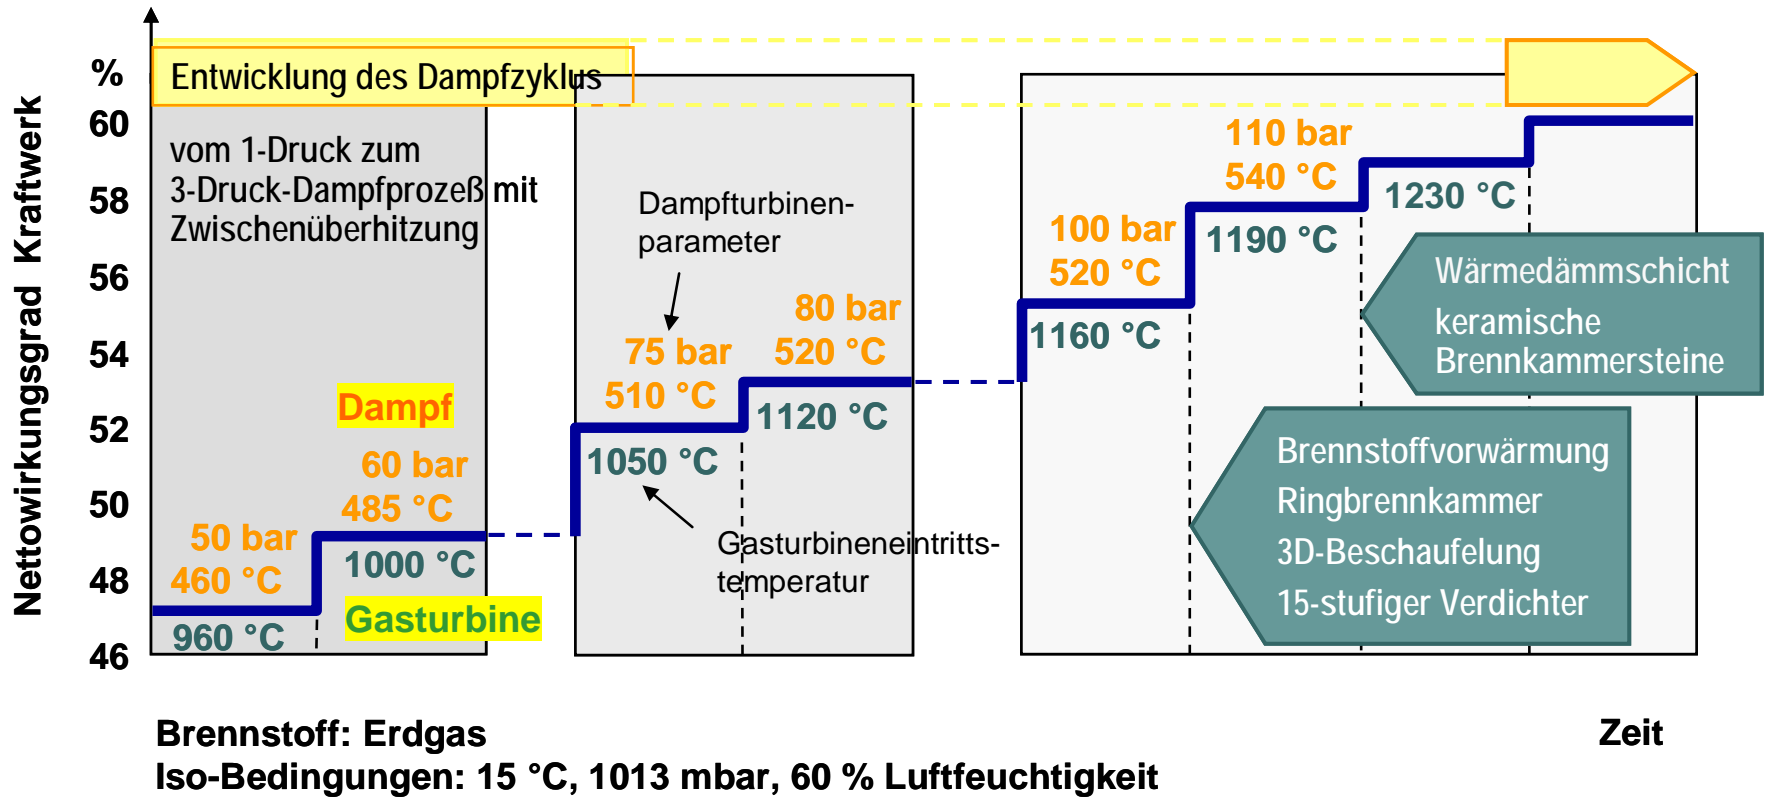 %
Entwicklung des Dampfzyklus
Nettowirkungsgrad Kraftwerk
60
58
56
54
52
50
48
46
vom 1-Druck zum
3-Druck-Dampfprozeß mit
Zwischenüberhitzung
Dampf
50 bar
460 °C
960 °C
60 bar
485 °C
1000 °C
Gasturbine
Dampfturbinen-
parameter
75 bar
510 °C
1050 °C
80 bar
520 °C
1120 °C
Gasturbineneintritts-
temperatur
100 bar
520 °C
1160 °C
110 bar
540 °C
1190 °C
1230 °C
Wärmedämmschicht
keramische
Brennkammersteine
Brennstoffvorwärmung
Ringbrennkammer
3D-Beschaufelung
15-stufiger Verdichter
Brennstoff: Erdgas
Zeit
Iso-Bedingungen: 15 °C, 1013 mbar, 60 % Luftfeuchtigkeit